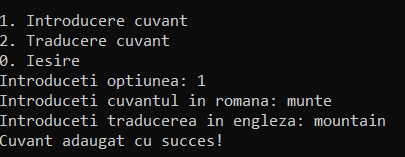 1. Introducere cuvant
2. Traducere cuvant
0. Iesire
Introduceti optiunea: 1
Introduceti cuvantul in romana: munte
Introduceti traducerea in engleza: mountain
Cuvant adaugat cu succes!